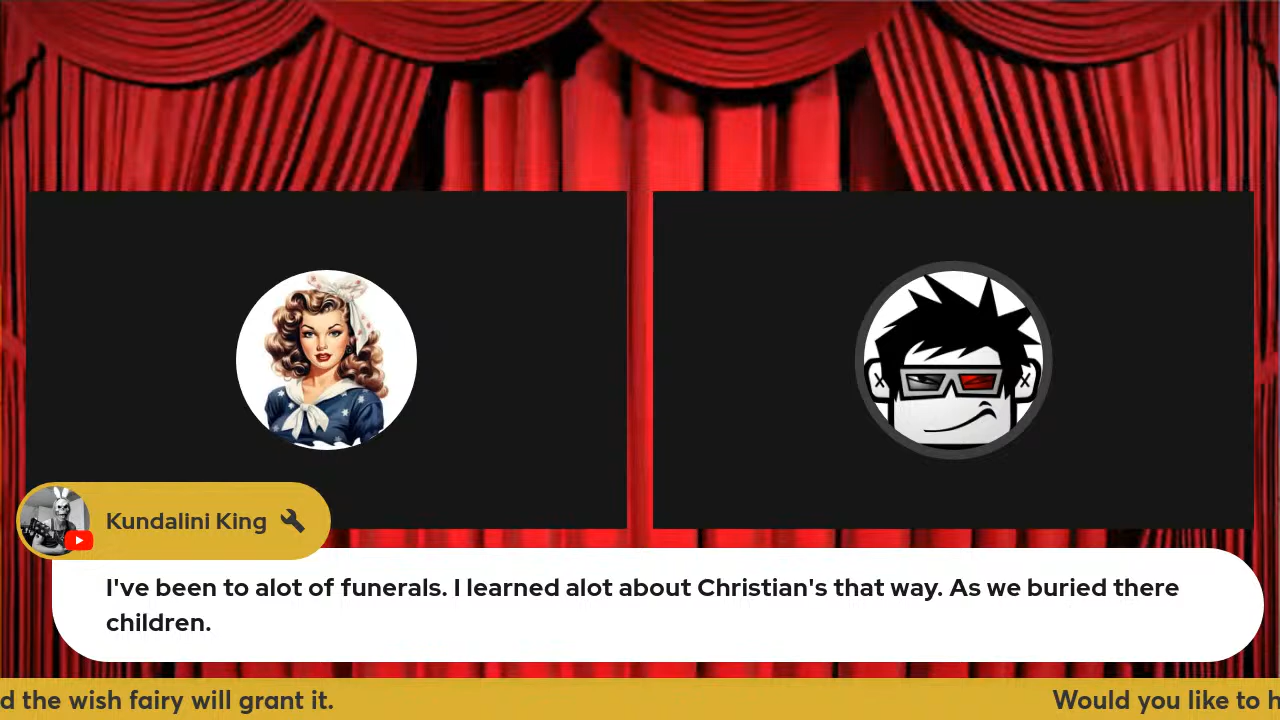 Kundalini King
I've been to alot of funerals. I learned alot about Christian's that way. As we buried there
children.
d the wish fairy will grant it.
Would you like to h